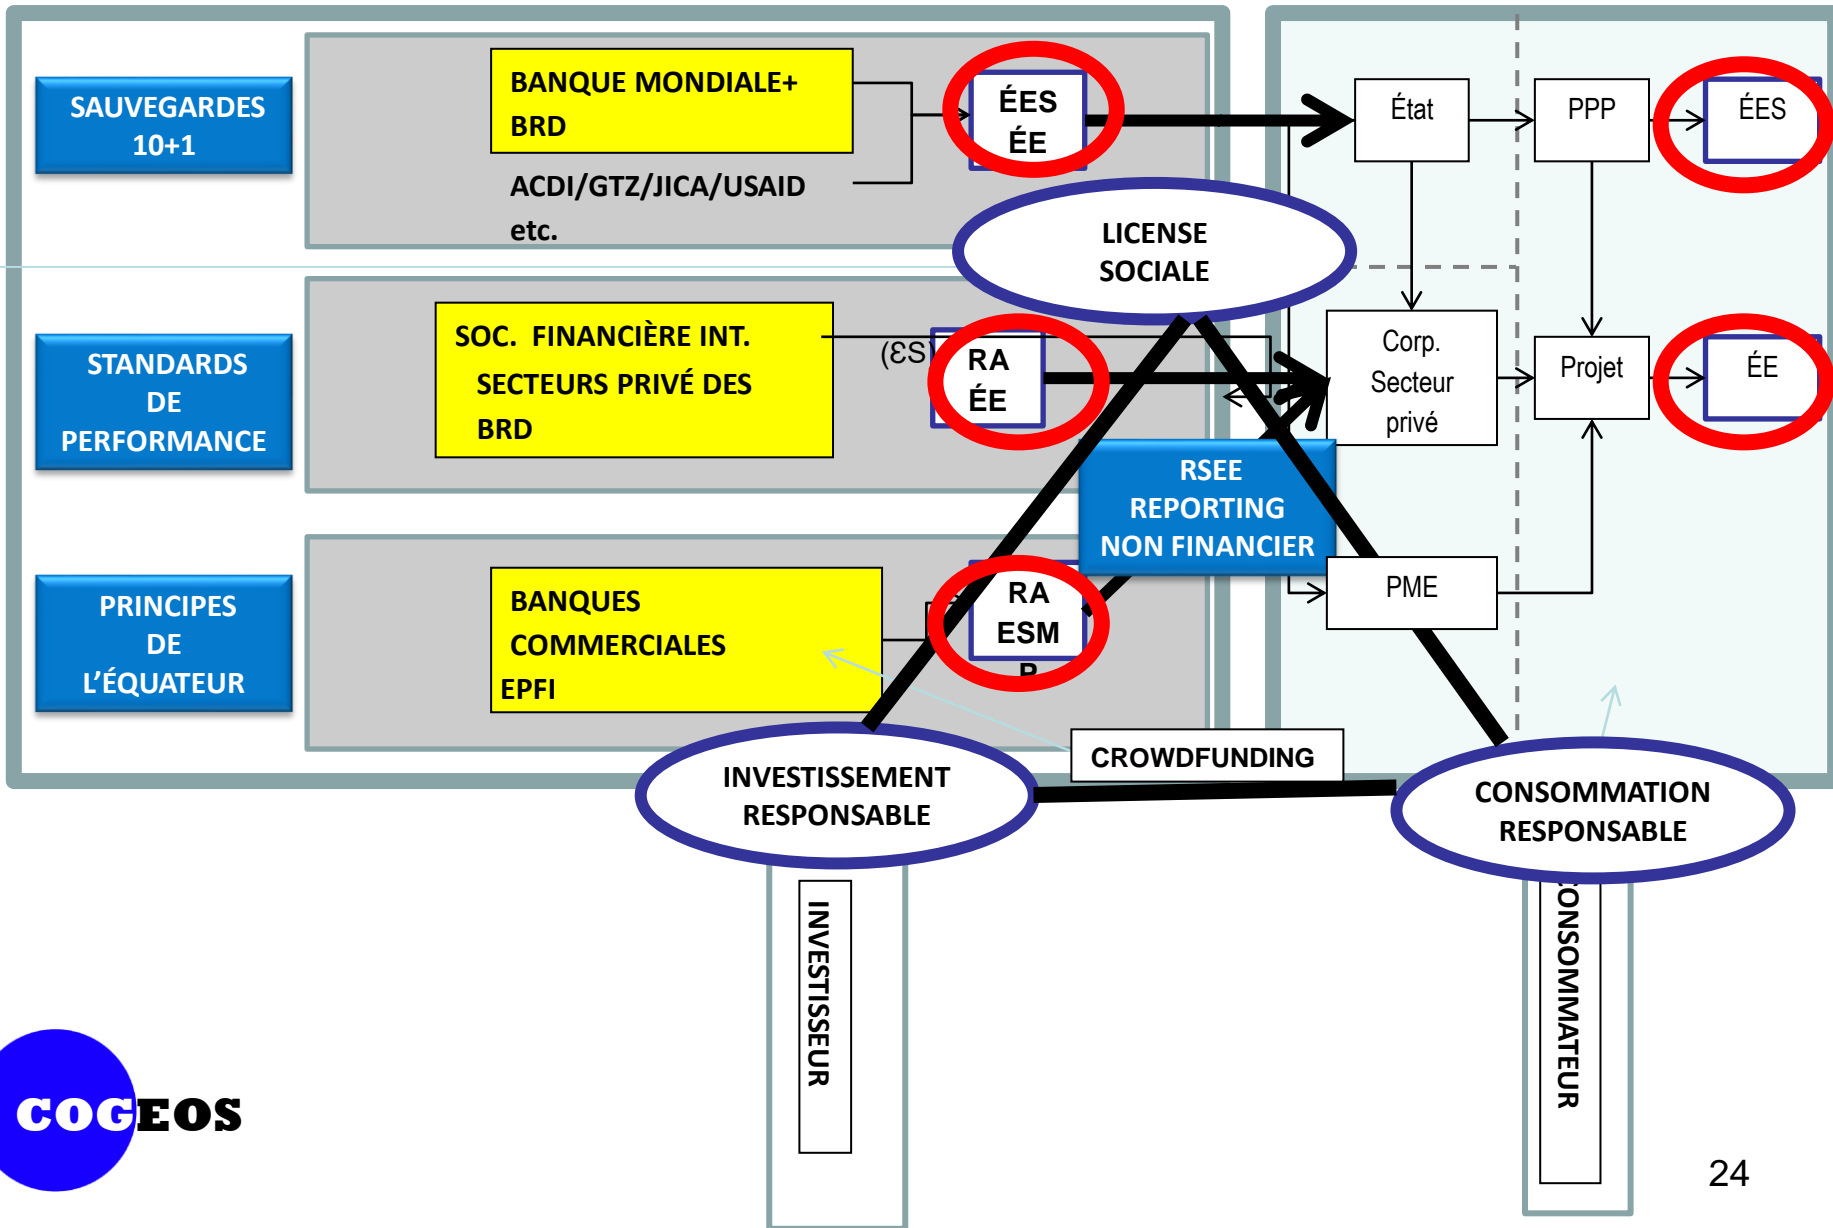 SAUVEGARDES
10+1
BANQUE MONDIALE+
BRD
ACDI/GTZ/JICA/USAID
etc.
ÉES
ÉE
État
PPP
ÉES
LICENSE
SOCIALE
STANDARDS
DE
PERFORMANCE
SOC. FINANCIÈRE INT.
SECTEURS PRIVÉ DES
BRD
(ƐS)
RA
ÉE
Corp.
Secteur
privé
Projet
ÉE
RSEE
REPORTING
NON FINANCIER
PRINCIPES
DE
L’ÉQUATEUR
BANQUES
COMMERCIALES
EPFI
RA
ESM
P
PME
CROWDFUNDING
INVESTISSEMENT
RESPONSABLE
CONSOMMATION
RESPONSABLE
INVESTISSEUR
CONSOMMATEUR
COGEOS
24